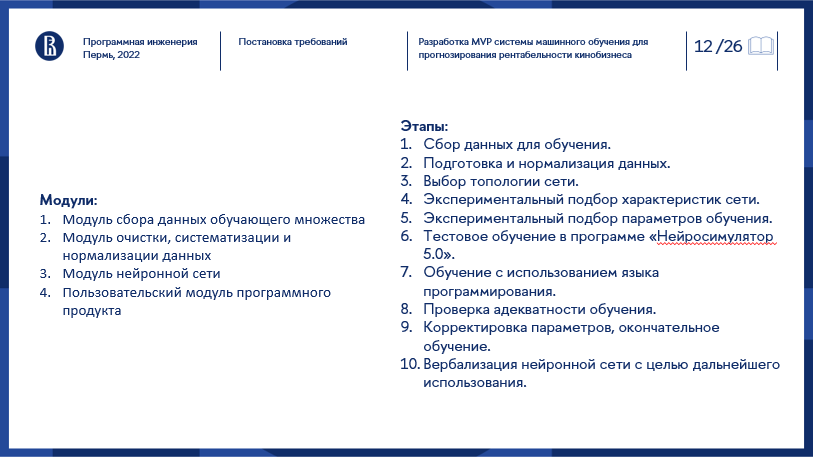 Программная инженерия
Пермь, 2022
Постановка требований
Разработка MVP системы машинного обучения для
прогнозирования рентабельности кинобизнеса
12 /26
Модули:
1. Модуль сбора данных обучающего множества
2. Модуль очистки, систематизации и
нормализации данных
3. Модуль нейронной сети
4. Пользовательский модуль программного
продукта
Этапы:
1. Сбор данных для обучения.
2. Подготовка и нормализация данных.
3. Выбор топологии сети.
4. Экспериментальный подбор характеристик сети.
5. Экспериментальный подбор параметров обучения.
6. Тестовое обучение в программе «Нейросимулятор
5.0».
7. Обучение с использованием языка
программирования.
8. Проверка адекватности обучения.
9. Корректировка параметров, окончательное
обучение.
10. Вербализация нейронной сети с целью дальнейшего
использования.